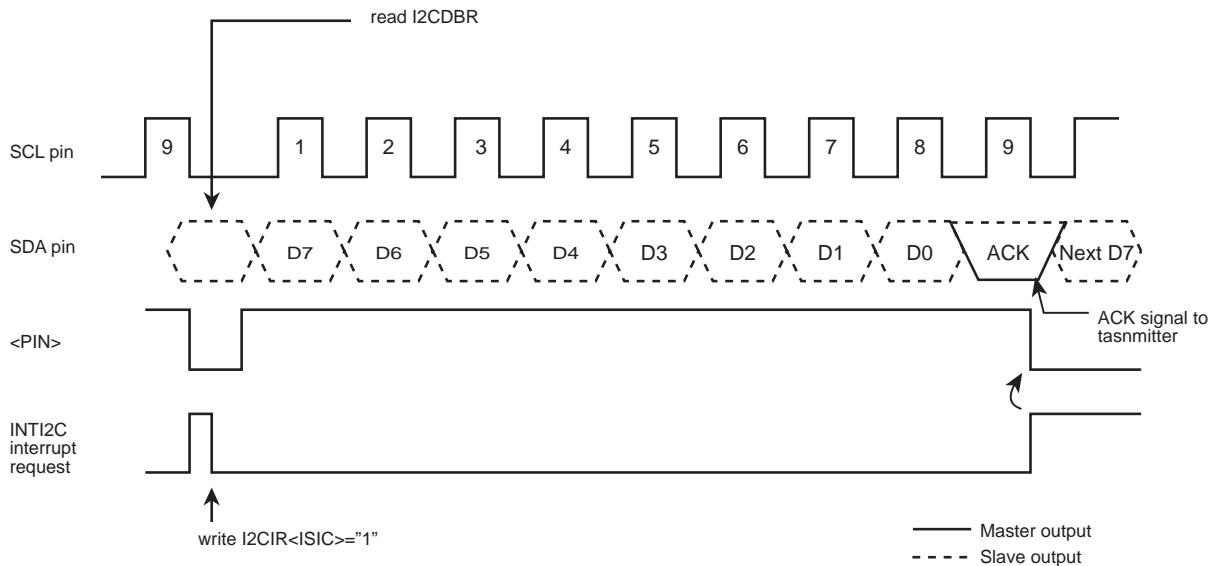 read I2CDBR
SCL pin
9 1 2 3 4 5 6 7 8 9
SDA pin
D7 D6 D5 D4 D3 D2 D1 D0 ACK Next D7
<PIN>
ACK signal to
tasnmitter
INTI2C
interrupt
request
write I2CIR<ISIC>=”1”
Master output
Slave output